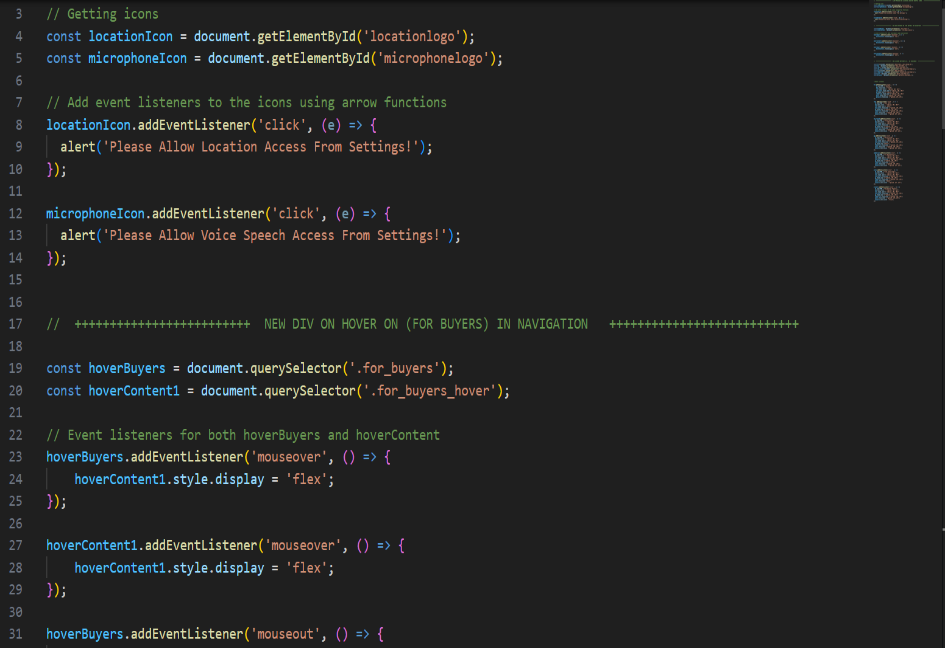 3 // Getting icons
4 const locationIcon = document.getElementById('locationlogo');
5 const microphoneIcon = document.getElementById('microphonelogo');
6
7 // Add event listeners to the icons using arrow functions
8 locationIcon.addEventListener('click', (e) => {
9 alert('Please Allow Location Access From Settings!');
10 });
11
12 microphoneIcon.addEventListener('click', (e) => {
13 alert('Please Allow Voice Speech Access From Settings!');
14 });
15
16
17 // +++++++++++++++++++++++++ NEW DIV ON HOVER ON (FOR BUYERS) IN NAVIGATION +++++++++++++++++++++++++++
18
19 const hoverBuyers = document.querySelector('.for_buyers');
20 const hoverContent1 = document.querySelector('.for_buyers_hover');
21
22 // Event listeners for both hoverBuyers and hoverContent
23 hoverBuyers.addEventListener('mouseover', () => {
24 hoverContent1.style.display = 'flex';
25 });
26
27 hoverContent1.addEventListener('mouseover', () => {
28 hoverContent1.style.display = 'flex';
29 });
30
31 hoverBuyers.addEventListener('mouseout', () => {